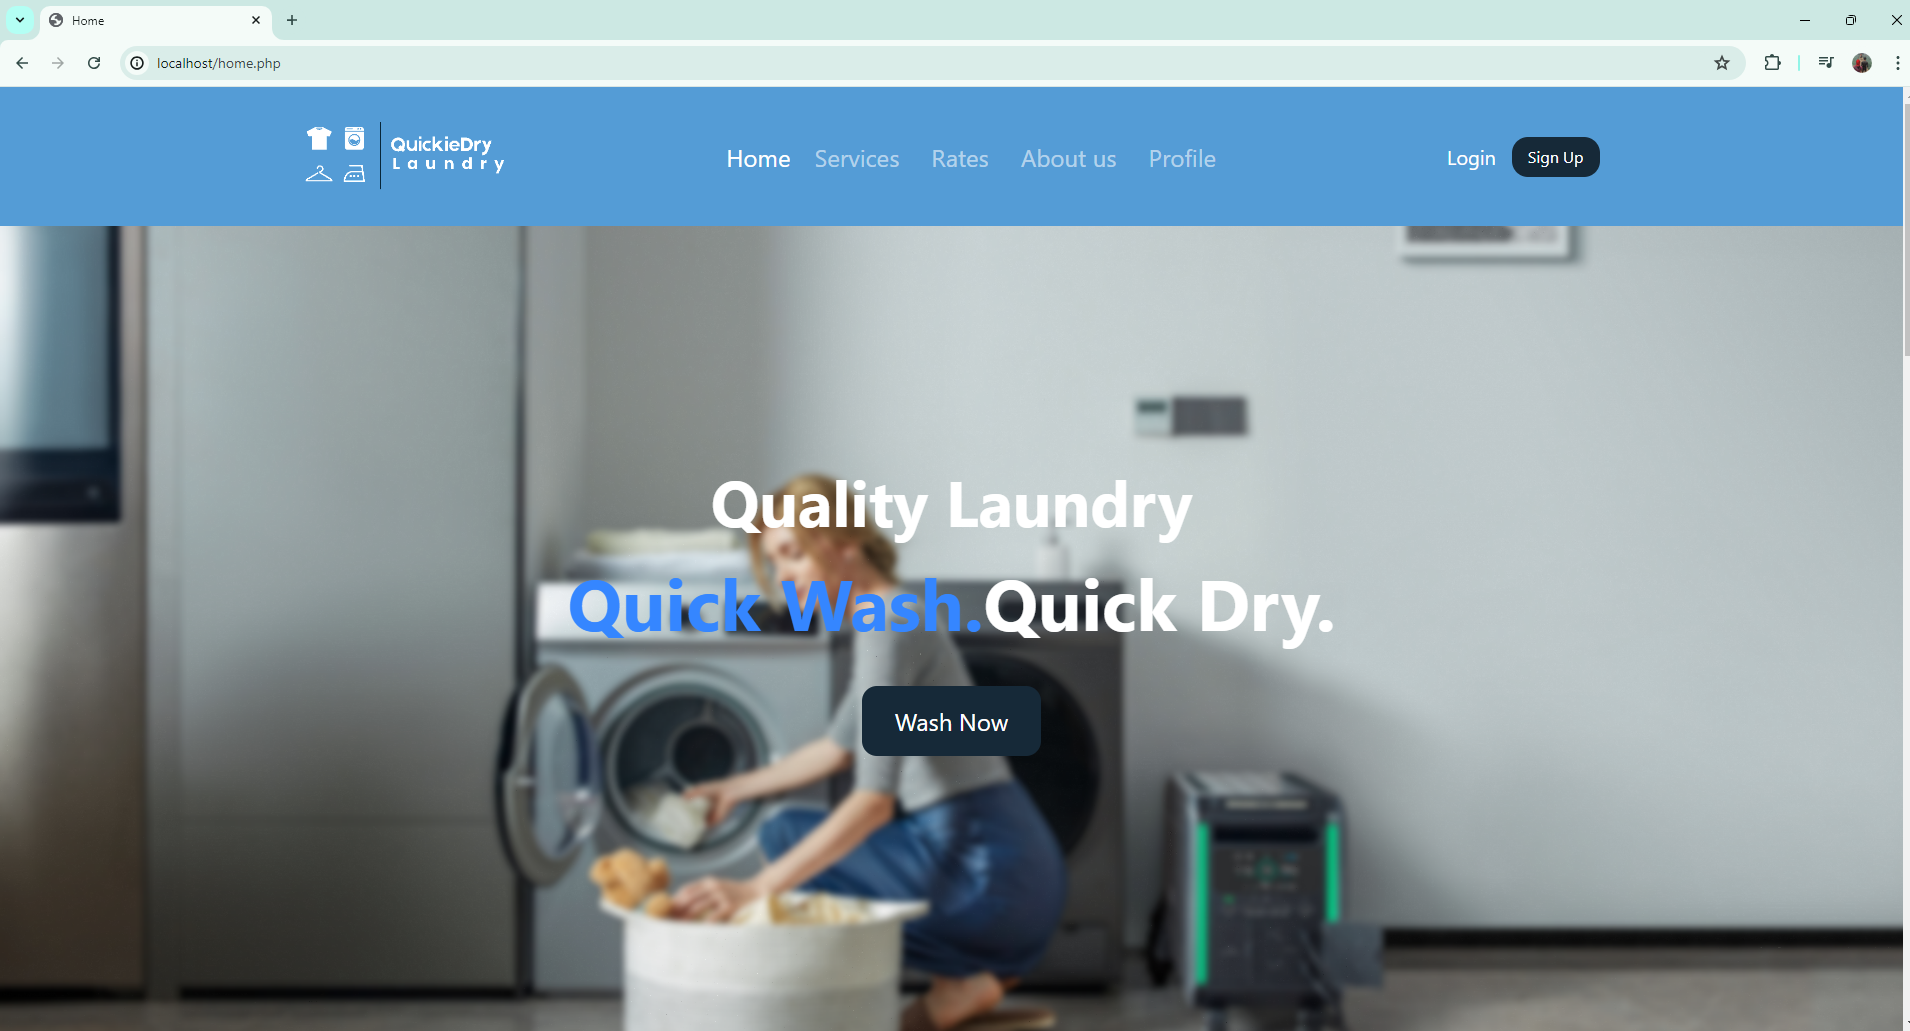 Home
localhost/home.php
QuickieDry
Laundry
Home Services Rates About us Profile
Login Sign Up
Quality Laundry
Quick Wash.Quick Dry.
Wash Now